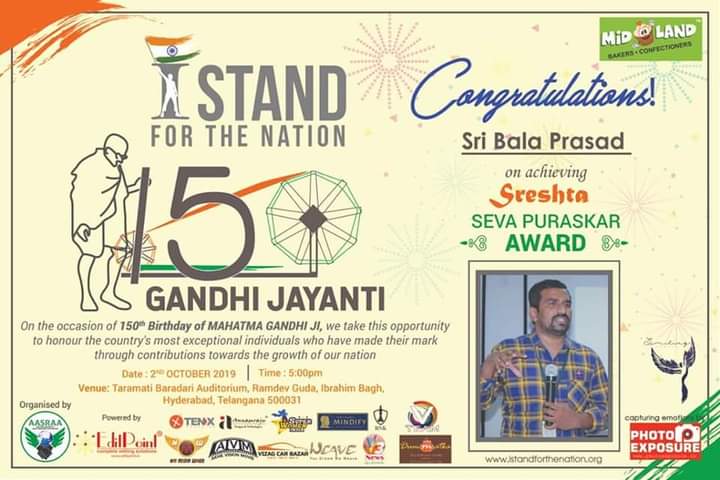 I STAND
FOR THE NATION
150
GANDHI JAYANTI
On the occasion of 150th Birthday of MAHATMA GANDHI JI, we take this opportunity
to honour the country's most exceptional individuals who have made their mark
through contributions towards the growth of our nation
Date : 2ND OCTOBER 2019 | Time : 5:00pm
Venue: Taramati Baradari Auditorium, Ramdev Guda, Ibrahim Bagh,
Hyderabad, Telangana 500031
Organised by
AASRAA
Powered by
EditPoint
TENX
MINDIFY
AVM
VIZAG CAR BAZAR
WEAVE
NEWS
MID LAND
BAKERS • CONFECTIONERS
Congratulations!
Sri Bala Prasad
on achieving
Sreshta
SEVA PURASKAR
AWARD
www.istandforthenation.org
Smiling
capturing emotions by
PHOTO
EXPOSURE